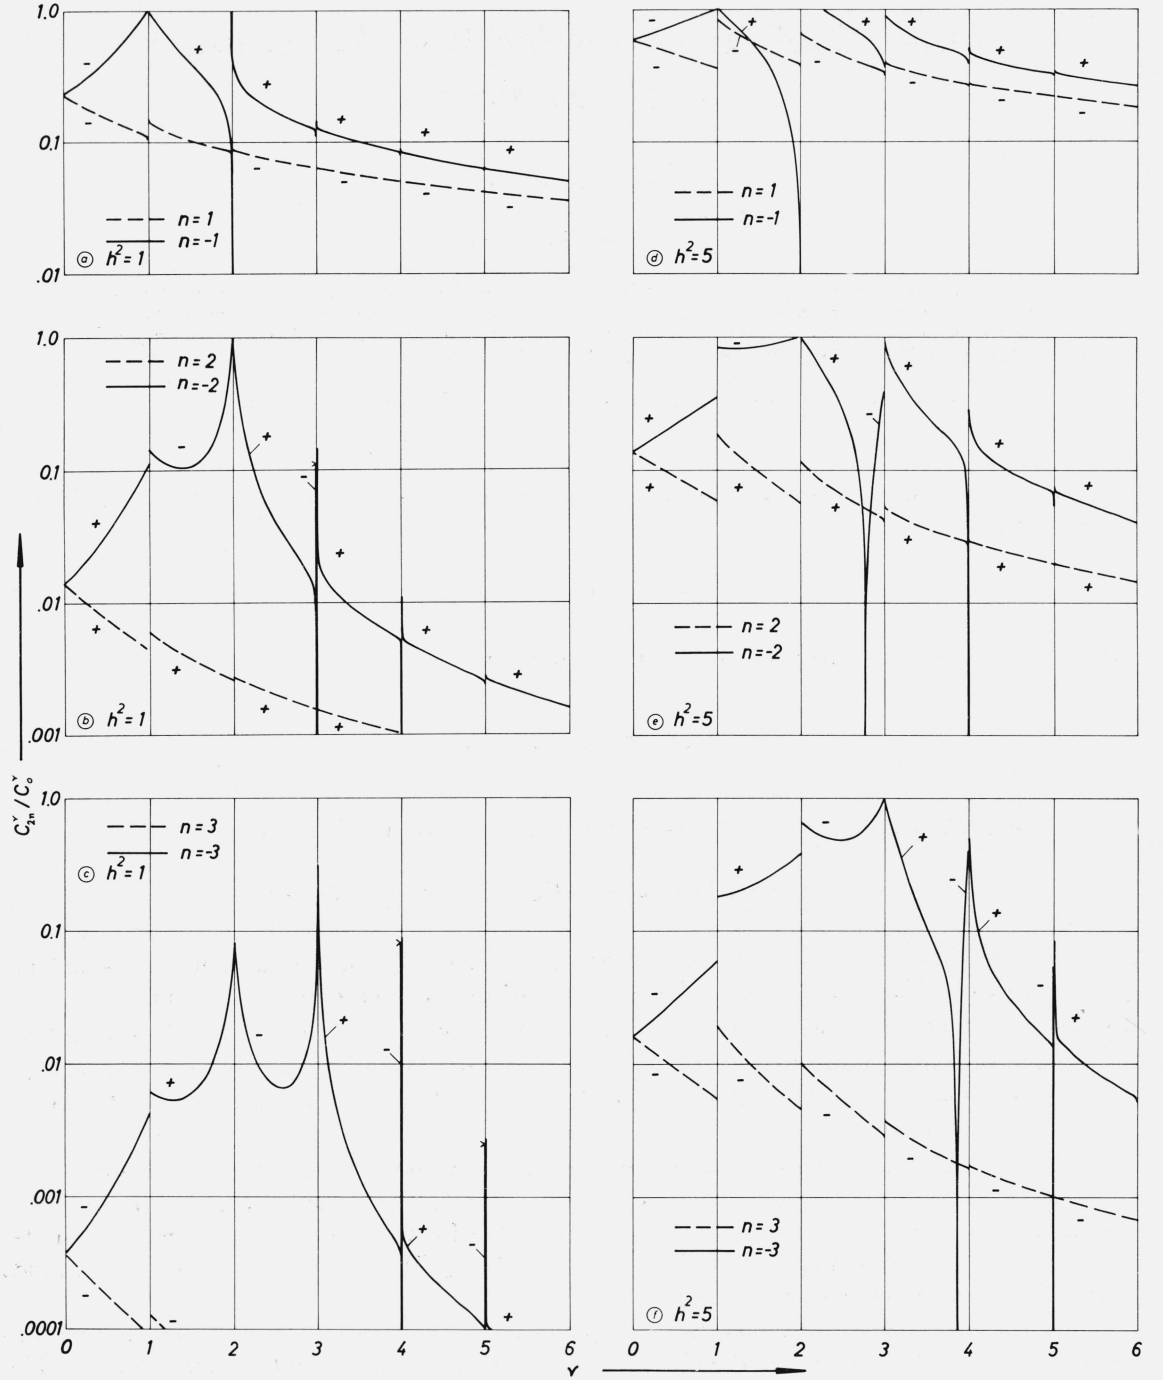 1.0
0.1
.01
n = 1
n = -1
ⓐ h² = 1
n = 1
n = -1
ⓓ h² = 5
1.0
0.1
.01
.001
n = 2
n = -2
ⓑ h² = 1
n = 2
n = -2
ⓔ h² = 5
C₂ₙ^ν / C₀^ν
1.0
0.1
.01
.001
.0001
n = 3
n = -3
ⓒ h² = 1
n = 3
n = -3
ⓕ h² = 5
0 1 2 3 4 5 6
0 1 2 3 4 5 6
ν